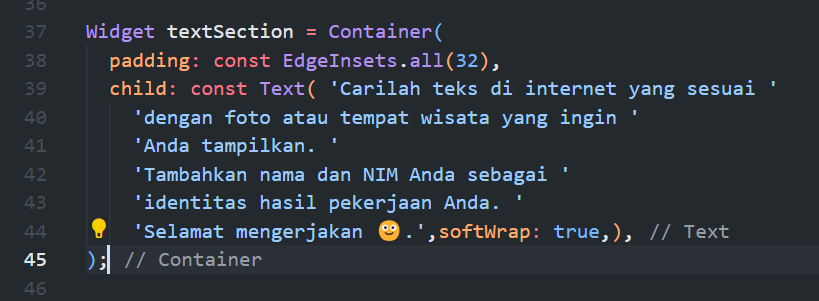 36
37 Widget textSection = Container(
38 padding: const EdgeInsets.all(32),
39 child: const Text( 'Carilah teks di internet yang sesuai '
40 'dengan foto atau tempat wisata yang ingin '
41 'Anda tampilkan. '
42 'Tambahkan nama dan NIM Anda sebagai '
43 'identitas hasil pekerjaan Anda. '
44 'Selamat mengerjakan 🙂.',softWrap: true,), // Text
45 ); // Container
46